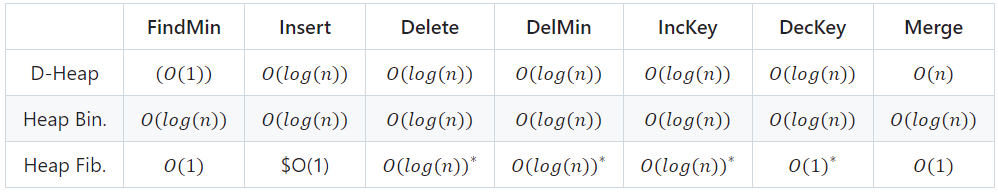 FindMin Insert Delete DelMin IncKey DecKey Merge
D-Heap (O(1)) O(log(n)) O(log(n)) O(log(n)) O(log(n)) O(log(n)) O(n)
Heap Bin. O(log(n)) O(log(n)) O(log(n)) O(log(n)) O(log(n)) O(log(n)) O(log(n))
Heap Fib. O(1) $O(1) O(log(n))* O(log(n))* O(log(n))* O(1)* O(1)